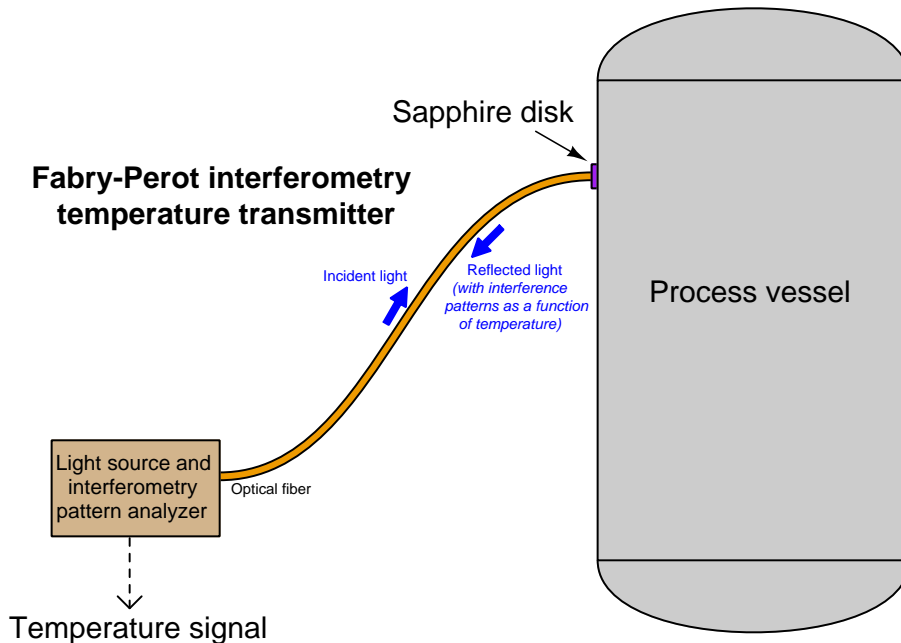 Sapphire disk
Fabry-Perot interferometry
temperature transmitter
Incident light
Reflected light
(with interference
patterns as a function
of temperature)
Process vessel
Light source and
interferometry
pattern analyzer
Optical fiber
Temperature signal